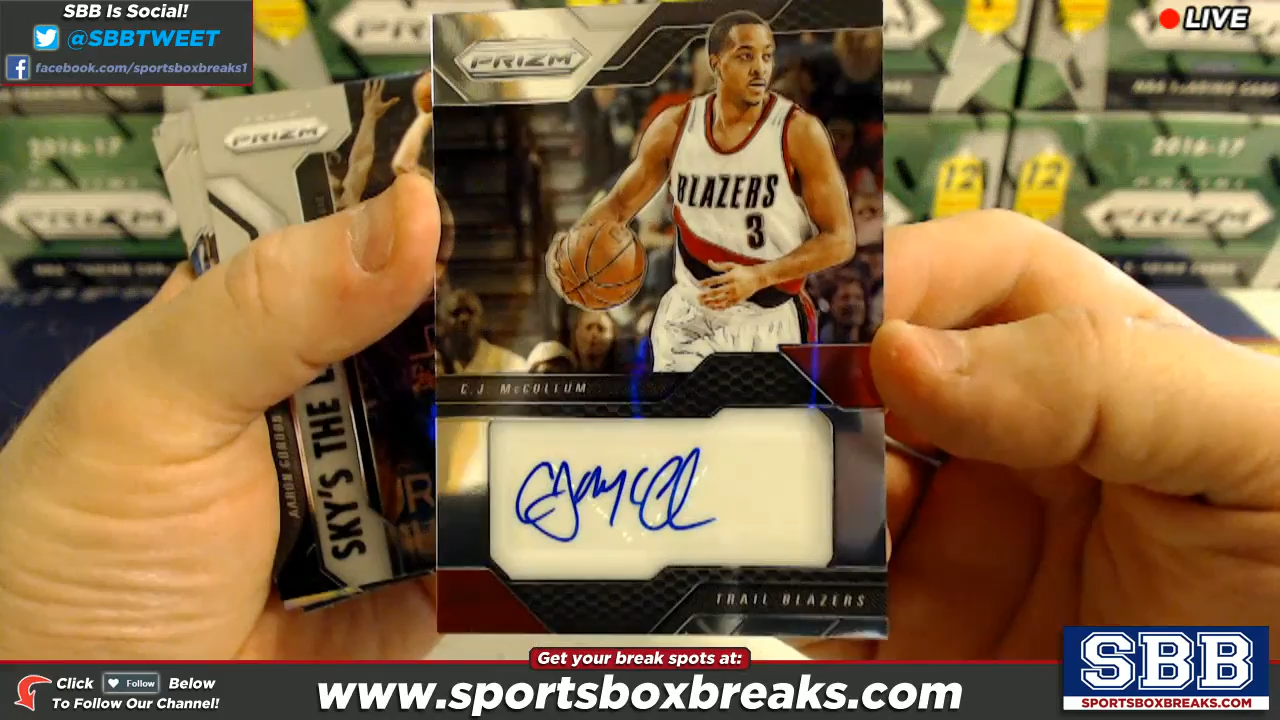 SBB Is Social!
@SBBTWEET
facebook.com/sportsboxbreaks1
LIVE
PRIZM
PRIZM
BLAZERS
3
C.J McCOLLUM
TRAIL BLAZERS
AARON GORDON
SKY'S THE
2016-17
PRIZM
12
12
2016-17
PRIZM
Get your break spots at:
Click Follow Below
To Follow Our Channel!
www.sportsboxbreaks.com
SBB
SPORTSBOXBREAKS.COM